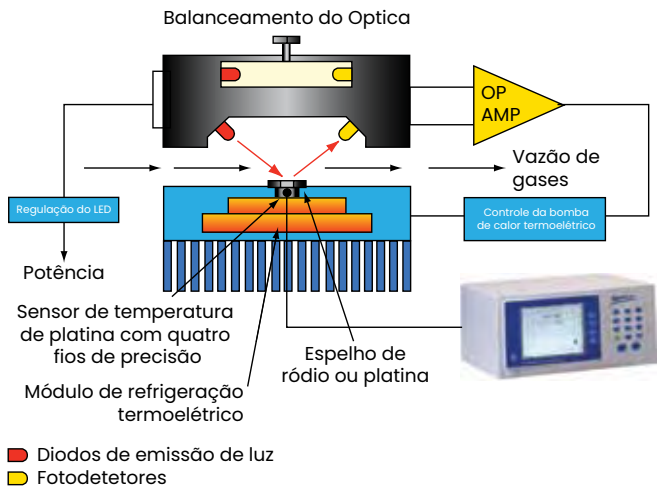 Balanceamento do Optica
OP
AMP
Vazão de
gases
Regulação do LED
Controle da bomba
de calor termoelétrico
Potência
Sensor de temperatura
de platina com quatro
fios de precisão
Espelho de
ródio ou platina
Módulo de refrigeração
termoelétrico
Diodos de emissão de luz
Fotodetetores